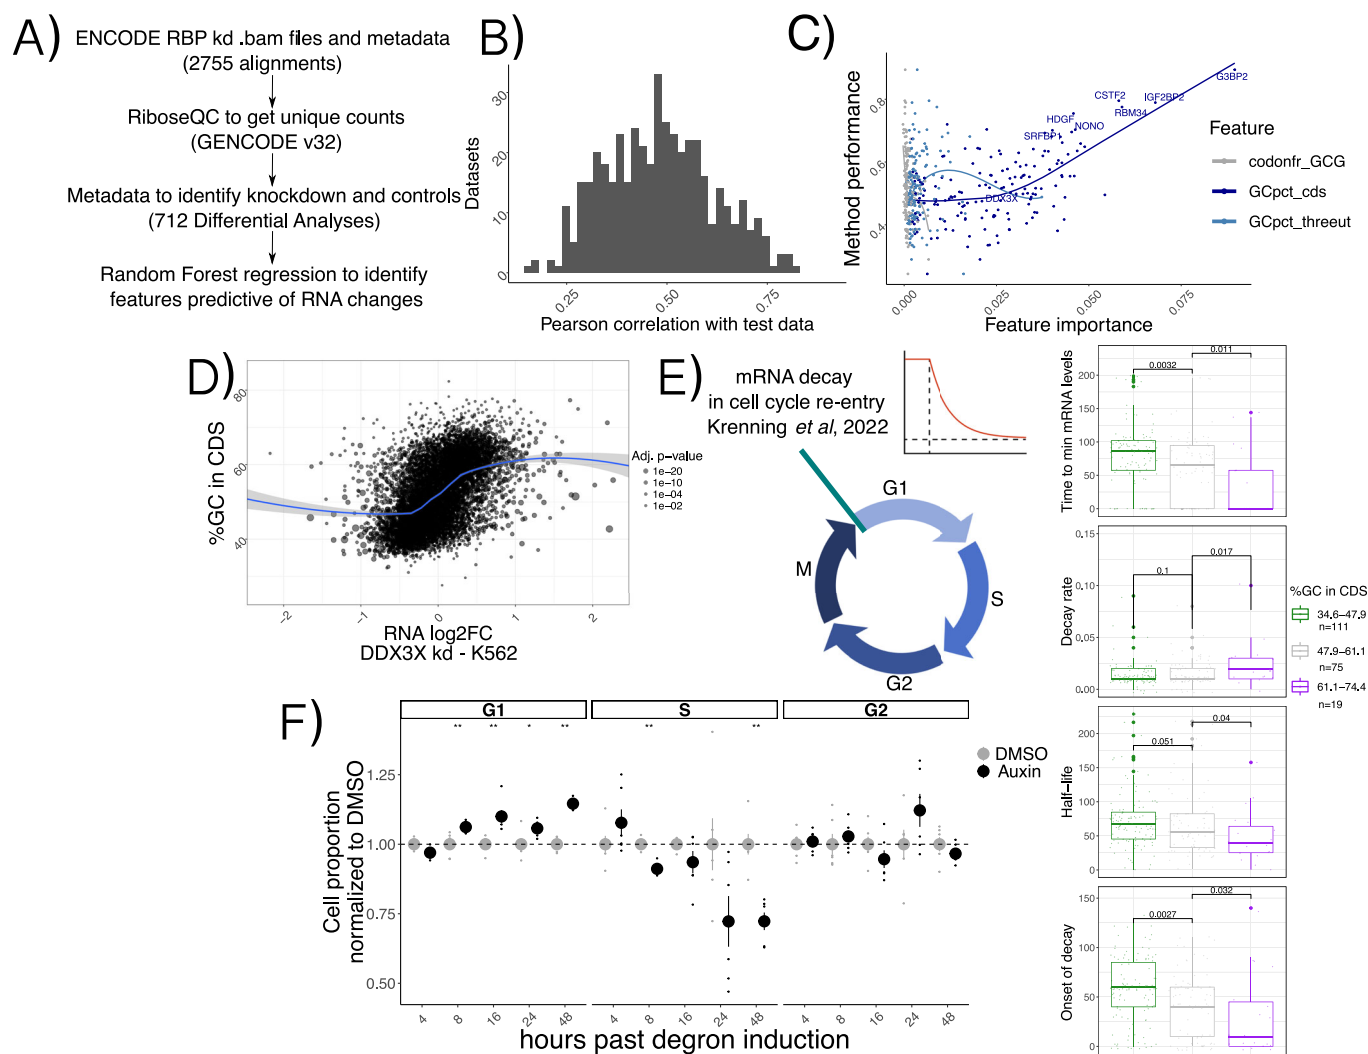 A)
ENCODE RBP kd .bam files and metadata
(2755 alignments)
RiboseQC to get unique counts
(GENCODE v32)
Metadata to identify knockdown and controls
(712 Differential Analyses)
Random Forest regression to identify
features predictive of RNA changes
B)
Datasets
30
20
10
0
0.25
0.50
0.75
Pearson correlation with test data
C)
Method performance
0.8
0.6
0.4
G3BP2
CSTF2
IGF2BP2
RBM34
HDGF
NONO
SRFBP1
DDX3X
0.000
0.025
0.050
0.075
Feature importance
Feature
codonfr_GCG
GCpct_cds
GCpct_threeut
D)
%GC in CDS
80
60
40
-2
-1
0
1
2
RNA log2FC
DDX3X kd - K562
Adj. p-value
1e-20
1e-10
1e-04
1e-02
E)
mRNA decay
in cell cycle re-entry
Krenning et al, 2022
G1
S
G2
M
Time to min mRNA levels
200
150
100
50
0
0.0032
0.011
Decay rate
0.15
0.10
0.05
0.00
0.1
0.017
%GC in CDS
34.6-47.9
n=111
47.9-61.1
n=75
61.1-74.4
n=19
Half-life
200
150
100
50
0
0.051
0.04
Onset of decay
150
100
50
0
0.0027
0.032
F)
Cell proportion
normalized to DMSO
1.25
1.00
0.75
0.50
G1
S
G2
** ** * **
** **
4 8 16 24 48
4 8 16 24 48
4 8 16 24 48
hours past degron induction
DMSO
Auxin